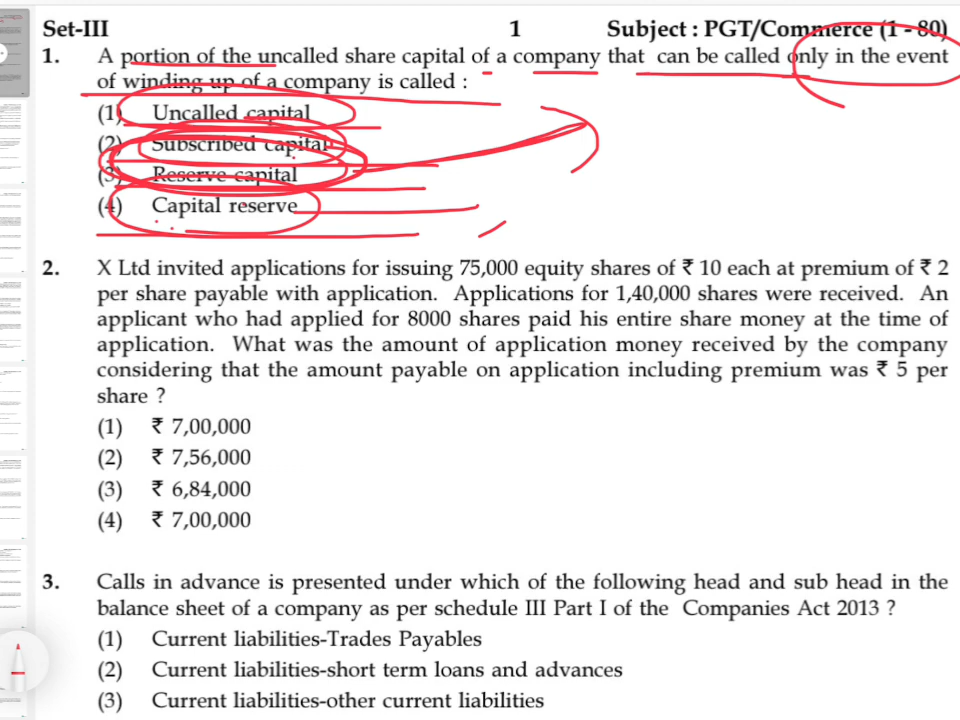 Set-III 1 Subject : PGT/Commerce (1 - 80)
1. A portion of the uncalled share capital of a company that can be called only in the event
of winding up of a company is called :
(1) Uncalled capital
(2) Subscribed capital
(3) Reserve capital
(4) Capital reserve
2. X Ltd invited applications for issuing 75,000 equity shares of ₹ 10 each at premium of ₹ 2
per share payable with application. Applications for 1,40,000 shares were received. An
applicant who had applied for 8000 shares paid his entire share money at the time of
application. What was the amount of application money received by the company
considering that the amount payable on application including premium was ₹ 5 per
share ?
(1) ₹ 7,00,000
(2) ₹ 7,56,000
(3) ₹ 6,84,000
(4) ₹ 7,00,000
3. Calls in advance is presented under which of the following head and sub head in the
balance sheet of a company as per schedule III Part I of the Companies Act 2013 ?
(1) Current liabilities-Trades Payables
(2) Current liabilities-short term loans and advances
(3) Current liabilities-other current liabilities